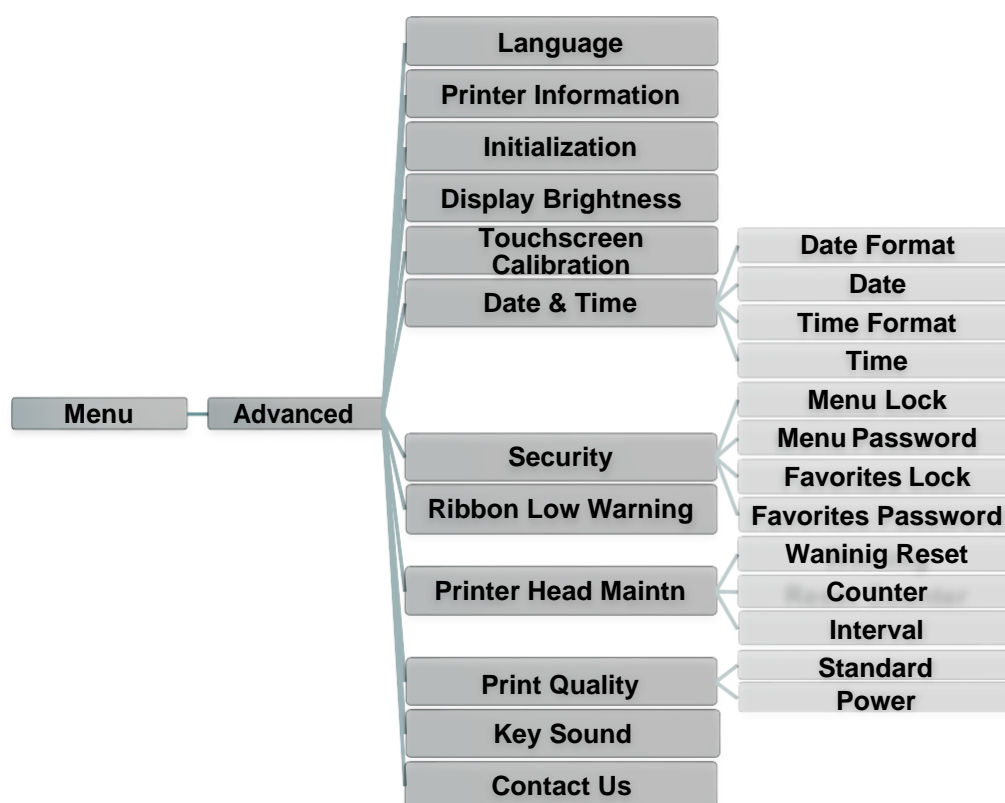 Language
Printer Information
Initialization
Display Brightness
Touchscreen
Calibration
Date & Time
Date Format
Date
Time Format
Time
Menu
Advanced
Security
Menu Lock
Menu Password
Favorites Lock
Favorites Password
Ribbon Low Warning
Printer Head Maintn
Waninig Reset
Counter
Interval
Print Quality
Standard
Power
Key Sound
Contact Us